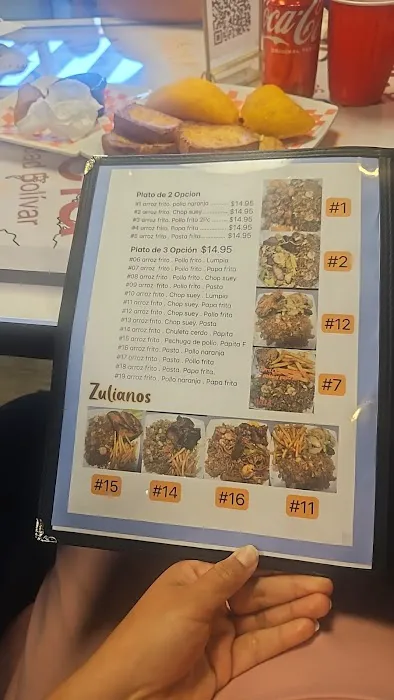 Coca-Cola
Bolívar
Plato de 2 Opcion
#1 arroz frito . pollo naranja $14.95
#2 arroz frito . Chop suey $14.95
#3 arroz frito . Pollo frito 2Pc $14.95
#4 arroz frito . Papa frito $14.95
#5 arroz frito . Pasta frito $14.95
Plato de 3 Opción $14.95
#06 arroz frito . Pollo frito . Lumpia
#07 arroz frito . Pollo frito . Papa frita
#08 arroz frito . Pollo frito . Chop suey
#09 arroz frito . Pollo frito . Pasta
#10 arroz frito . Chop suey . Lumpia
#11 arroz frito . Chop suey. Papa frita
#12 arroz frito . Chop suey . Pollo frito
#13 arroz frito. Chop suey. Pasta
#14 arroz frito . Chuleta cerdo . Papita
#15 arroz frito . Pechuga de pollo. Papita F
#16 arroz frito . Pasta . Pollo naranja
#17 arroz frito . Pasta . Pollo frito
#18 arroz frito . Pasta. Papa frita.
#19 arroz frito . Pollo naranja . Papa frita
Zulianos
#1
#2
#12
#7
#15
#14
#16
#11